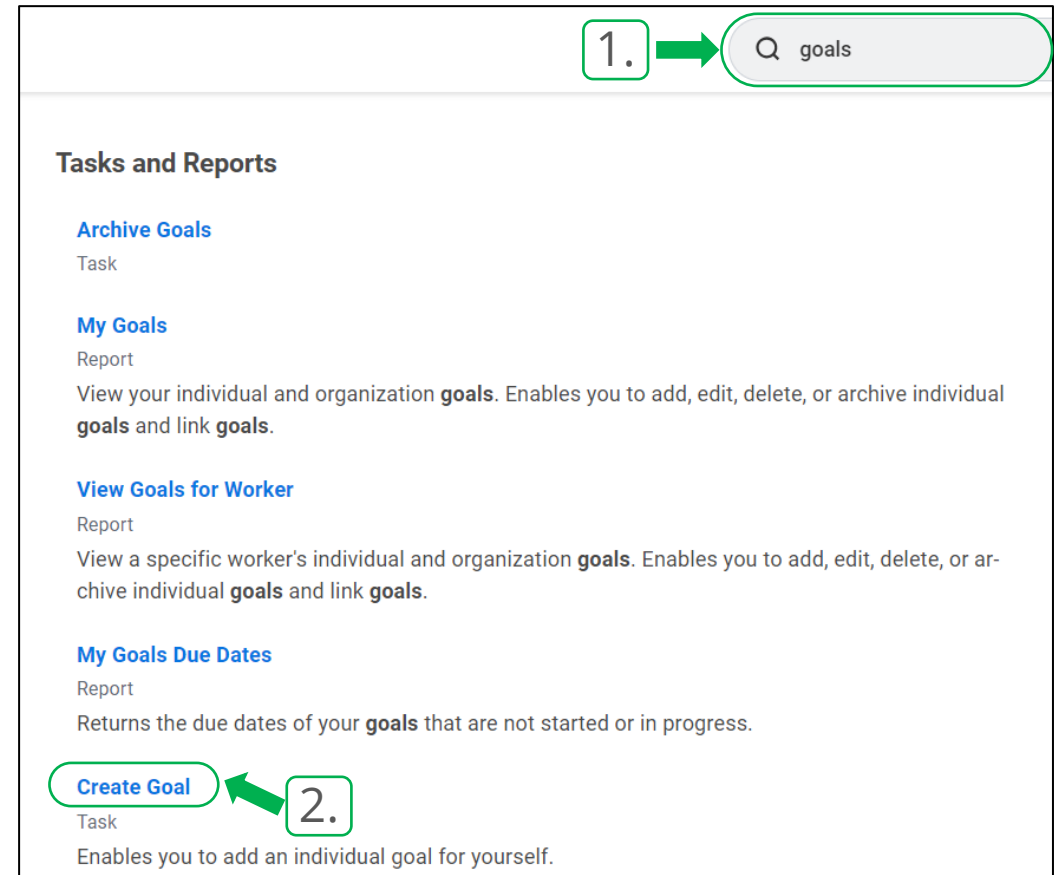 1.
goals
Tasks and Reports
Archive Goals
Task
My Goals
Report
View your individual and organization goals. Enables you to add, edit, delete, or archive individual
goals and link goals.
View Goals for Worker
Report
View a specific worker's individual and organization goals. Enables you to add, edit, delete, or ar-
chive individual goals and link goals.
My Goals Due Dates
Report
Returns the due dates of your goals that are not started or in progress.
Create Goal
2.
Task
Enables you to add an individual goal for yourself.